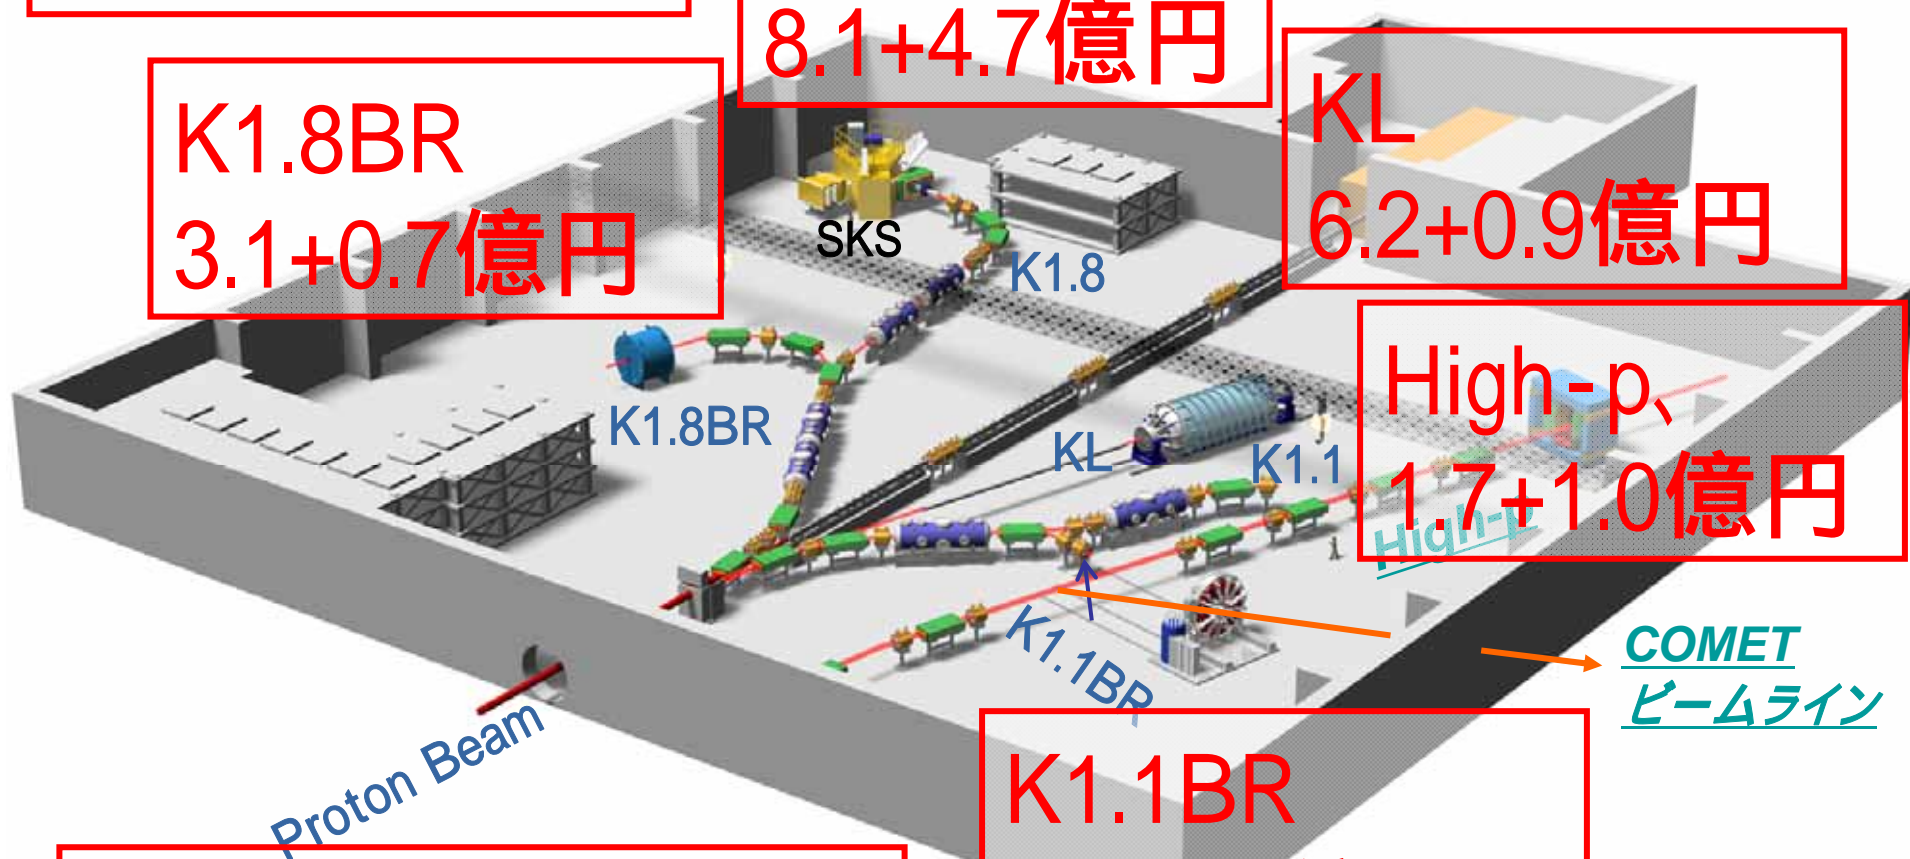 8.1+4.7億円
K1.8BR
3.1+0.7億円
KL
6.2+0.9億円
SKS
K1.8
High-p、
1.7+1.0億円
K1.8BR
KL
K1.1
High-p
K1.1BR
COMET
ビームライン
Proton Beam
K1.1BR